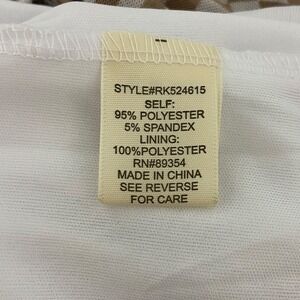 STYLE#RK524615
SELF:
95% POLYESTER
5% SPANDEX
LINING:
100%POLYESTER
RN#89354
MADE IN CHINA
SEE REVERSE
FOR CARE